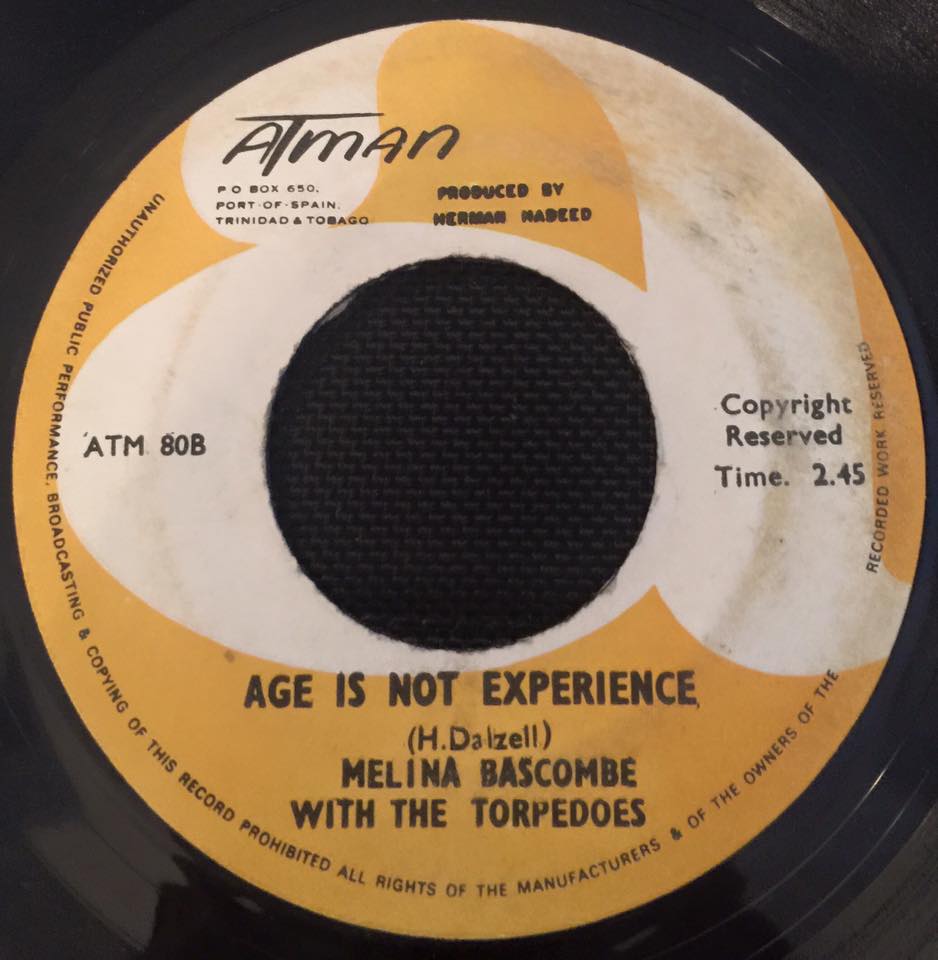 ATMAN
P O BOX 650,
PORT-OF-SPAIN,
TRINIDAD & TOBAGO
PRODUCED BY
HERMAN HADEED
ATM 80B
Copyright
Reserved
Time. 2.45
AGE IS NOT EXPERIENCE
(H.Dalzell)
MELINA BASCOMBE
WITH THE TORPEDOES
UNAUTHORIZED PUBLIC PERFORMANCE, BROADCASTING & COPYING OF THIS RECORD PROHIBITED ALL RIGHTS OF THE MANUFACTURERS & OF THE OWNERS OF THE RECORDED WORK RESERVED